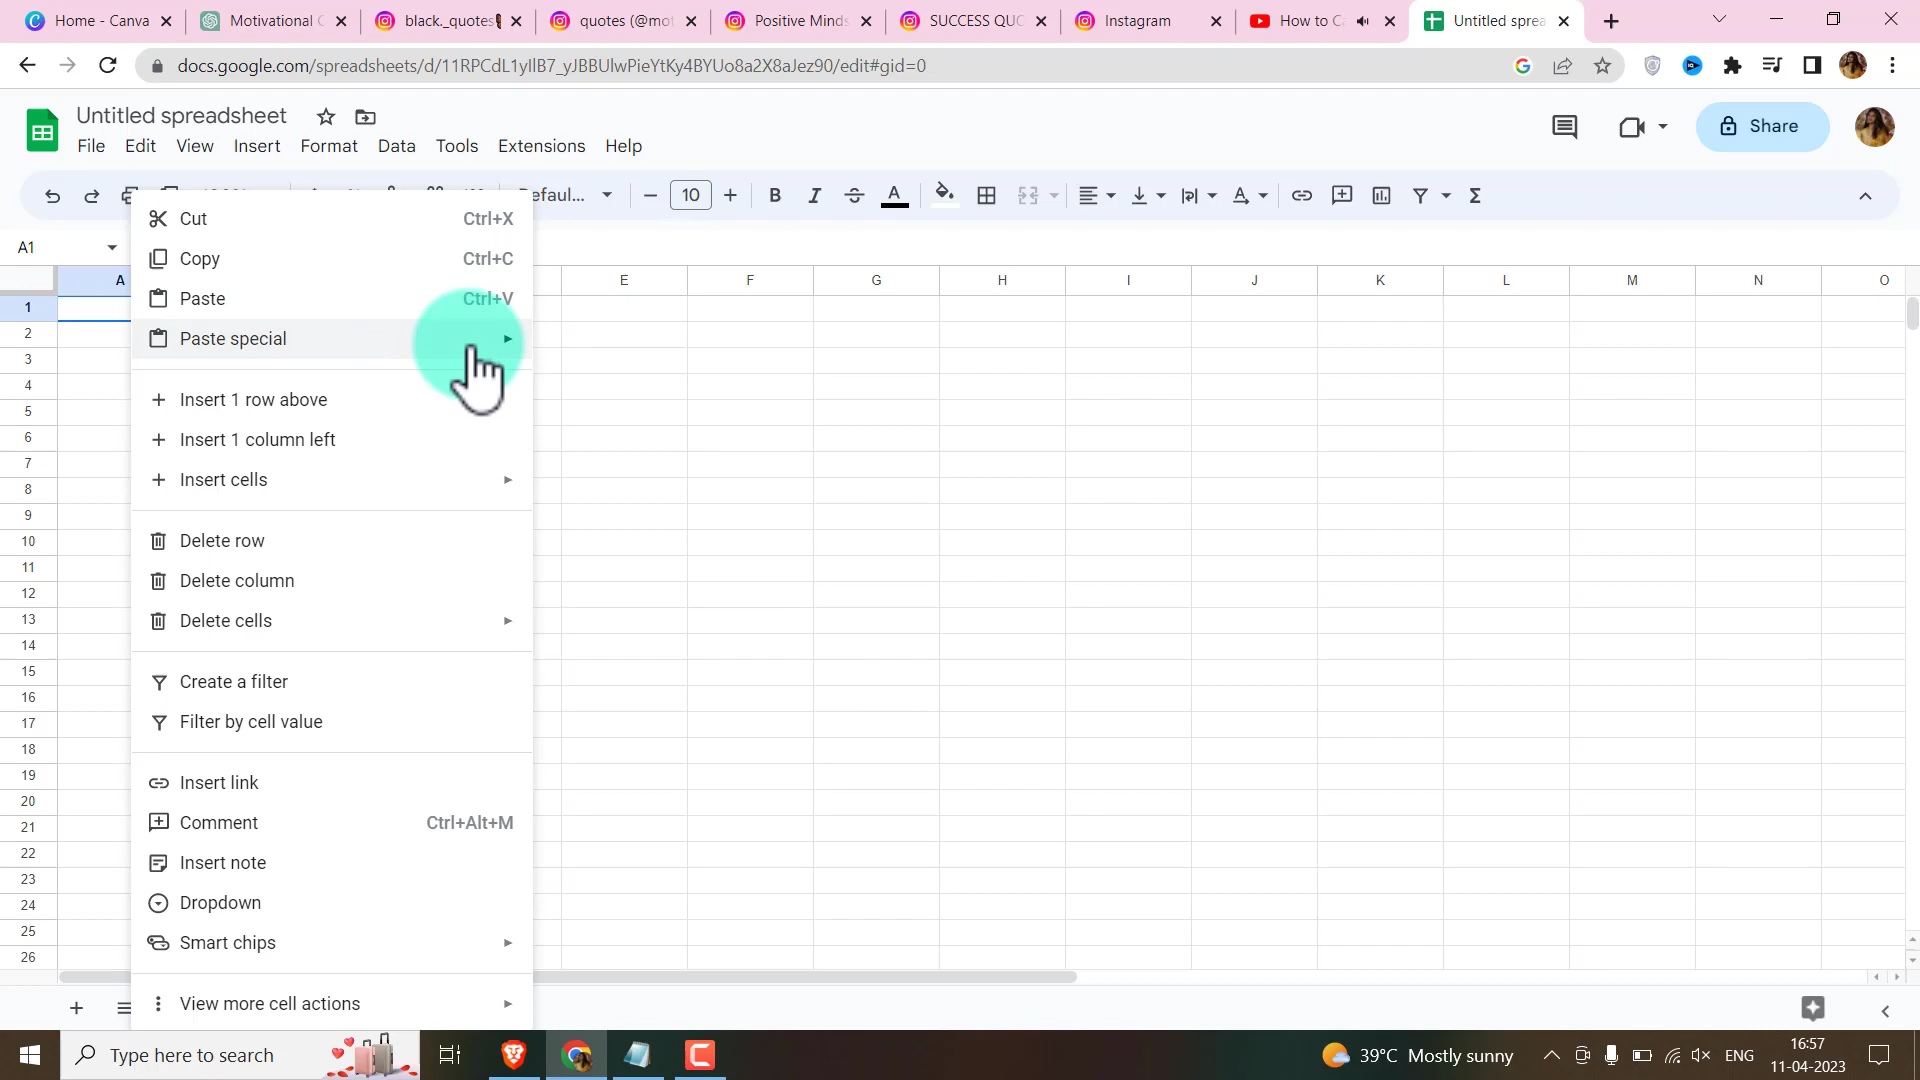 Home - Canva
Motivational C
black._quotes
quotes (@mot
Positive Minds
SUCCESS QUO
Instagram
How to Ca
Untitled sprea
docs.google.com/spreadsheets/d/11RPCdL1yIlB7_yJBBUlwPieYtKy4BYUo8a2X8aJez90/edit#gid=0
Untitled spreadsheet
File Edit View Insert Format Data Tools Extensions Help
Share
Defaul... 10
A1
A E F G H I J K L M N O
Cut Ctrl+X
Copy Ctrl+C
Paste Ctrl+V
Paste special
Insert 1 row above
Insert 1 column left
Insert cells
Delete row
Delete column
Delete cells
Create a filter
Filter by cell value
Insert link
Comment Ctrl+Alt+M
Insert note
Dropdown
Smart chips
View more cell actions
1
2
3
4
5
6
7
8
9
10
11
12
13
14
15
16
17
18
19
20
21
22
23
24
25
26
Type here to search
39°C Mostly sunny
ENG
16:57
11-04-2023